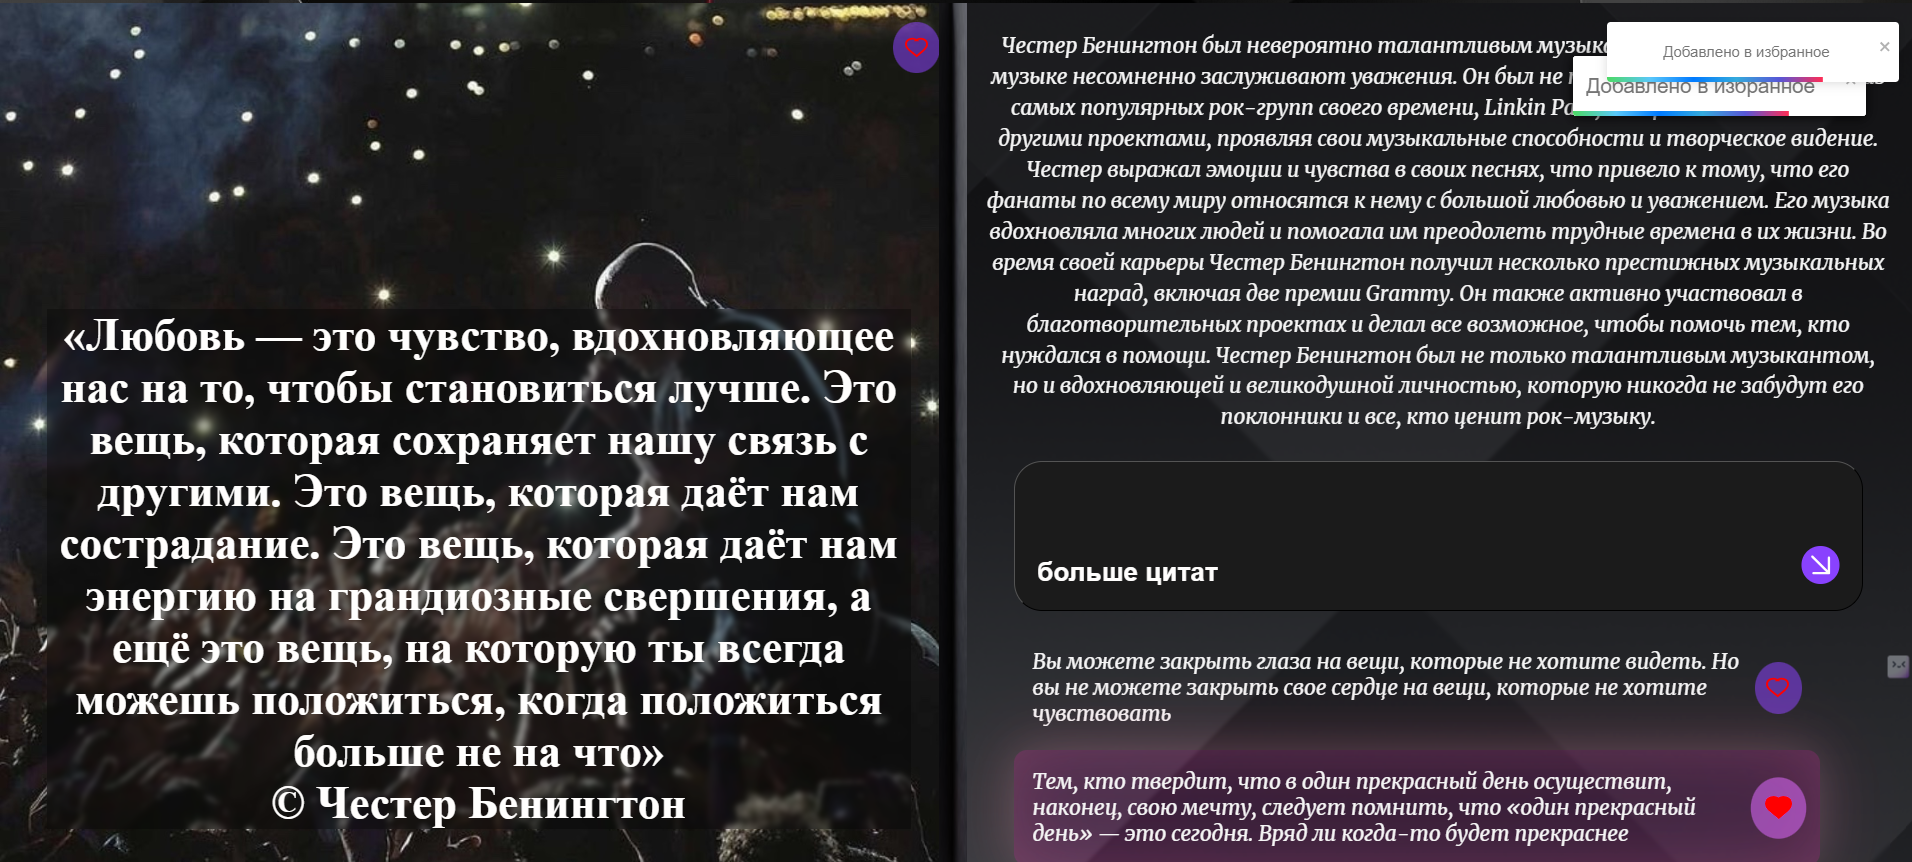 «Любовь — это чувство, вдохновляющее
нас на то, чтобы становиться лучше. Это
вещь, которая сохраняет нашу связь с
другими. Это вещь, которая даёт нам
сострадание. Это вещь, которая даёт нам
энергию на грандиозные свершения, а
ещё это вещь, на которую ты всегда
можешь положиться, когда положиться
больше не на что»
© Честер Бенингтон
Честер Бенингтон был невероятно талантливым
музыке несомненно заслуживают уважения. Он был не
самых популярных рок-групп своего времени, Linkin
другими проектами, проявляя свои музыкальные способности и творческое видение.
Честер выражал эмоции и чувства в своих песнях, что привело к тому, что его
фанаты по всему миру относятся к нему с большой любовью и уважением. Его музыка
вдохновляла многих людей и помогала им преодолеть трудные времена в их жизни. Во
время своей карьеры Честер Бенингтон получил несколько престижных музыкальных
наград, включая две премии Grammy. Он также активно участвовал в
благотворительных проектах и делал все возможное, чтобы помочь тем, кто
нуждался в помощи. Честер Бенингтон был не только талантливым музыкантом,
но и вдохновляющей и великодушной личностью, которую никогда не забудут его
поклонники и все, кто ценит рок-музыку.
Добавлено в избранное
Добавлено в избранное
больше цитат
Вы можете закрыть глаза на вещи, которые не хотите видеть. Но
вы не можете закрыть свое сердце на вещи, которые не хотите
чувствовать
Тем, кто твердит, что в один прекрасный день осуществит,
наконец, свою мечту, следует помнить, что «один прекрасный
день» — это сегодня. Вряд ли когда-то будет прекраснее